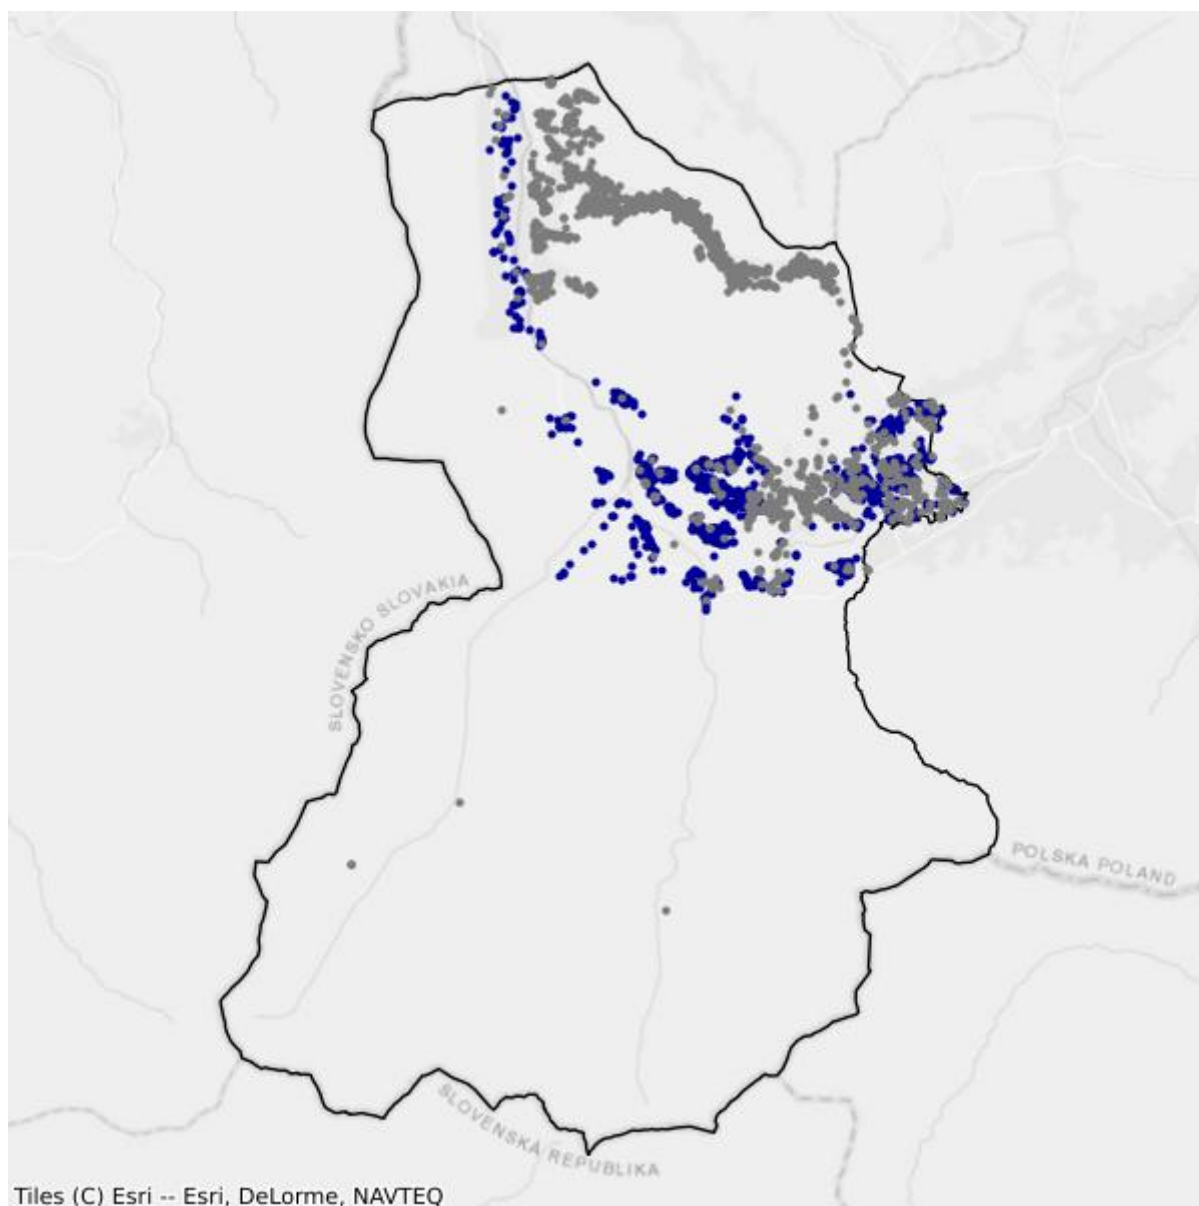 SLOVENSKO SLOVAKIA
POLSKA POLAND
SLOVENSKÁ REPUBLIKA
Tiles (C) Esri -- Esri, DeLorme, NAVTEQ